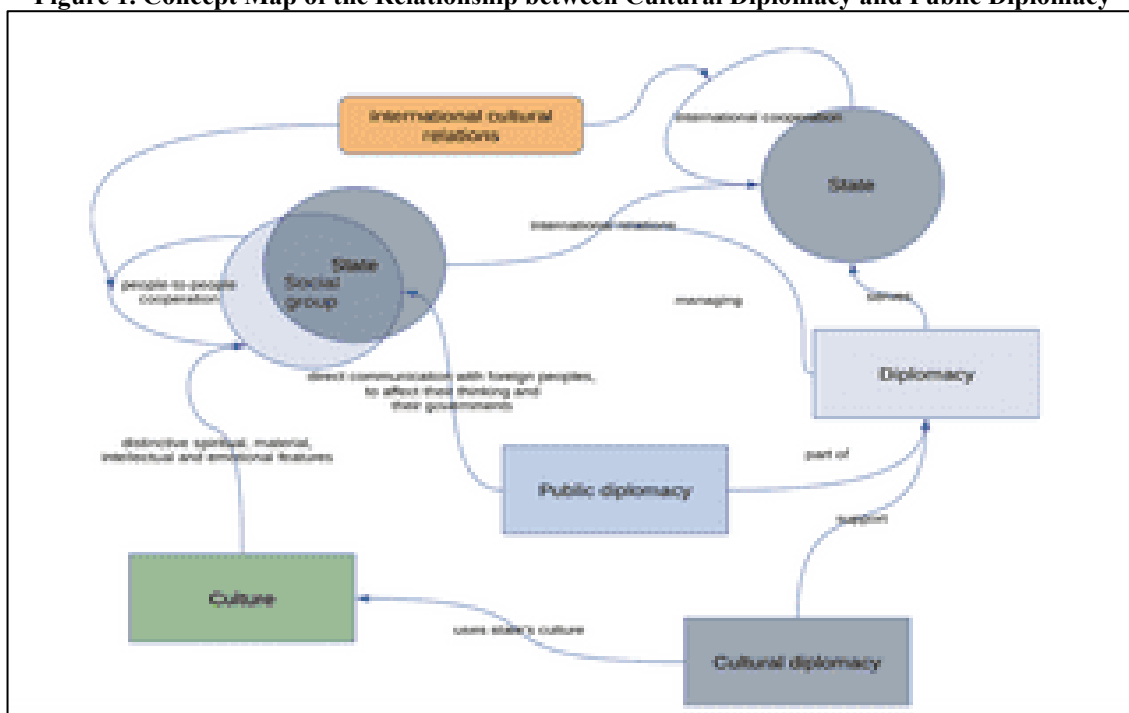 Figure 1. Concept Map of the Relationship between Cultural Diplomacy and Public Diplomacy
International cultural
relations
international cooperation
State
International relations
State
Social
group
people-to-people
cooperation
managing
Diplomacy
direct communication with foreign peoples,
to affect their thinking and
their governments
distinctive spiritual, material,
intellectual and emotional features
part of
Public diplomacy
support
Culture
uses state's culture
Cultural diplomacy